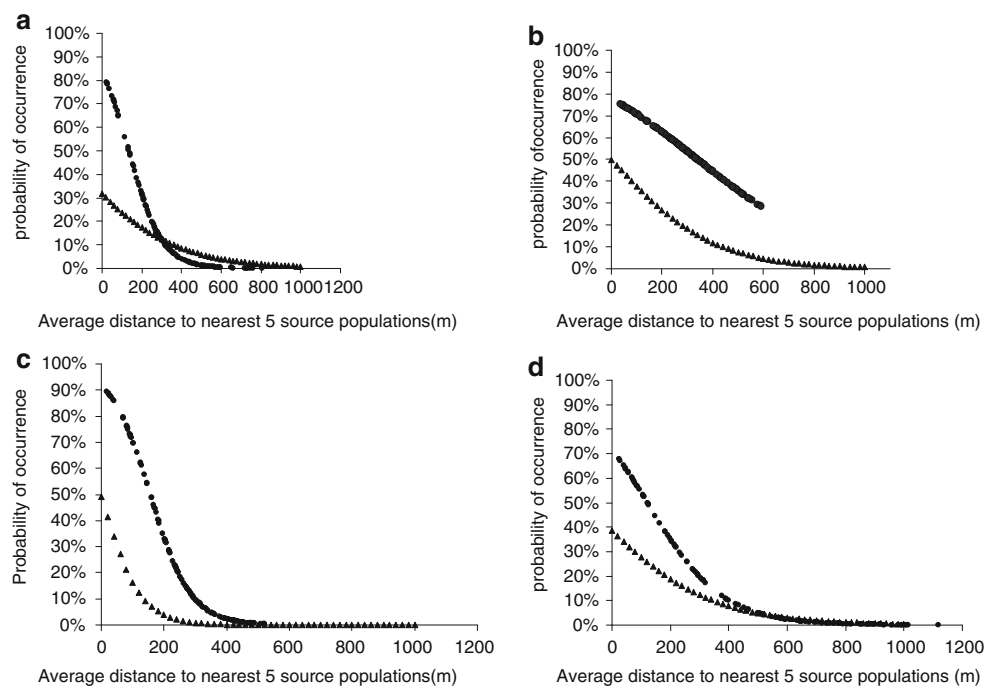 a
100%
90%
80%
70%
60%
50%
40%
30%
20%
10%
0%
probability of occurrence
0 200 400 600 800 10001200
Average distance to nearest 5 source populations(m)
b
100%
90%
80%
70%
60%
50%
40%
30%
20%
10%
0%
probability ofoccurrence
0 200 400 600 800 1000
Average distance to nearest 5 source populations (m)
c
100%
90%
80%
70%
60%
50%
40%
30%
20%
10%
0%
Probability of occurrence
0 200 400 600 800 1000 1200
Average distance to nearest 5 source populations(m)
d
100%
90%
80%
70%
60%
50%
40%
30%
20%
10%
0%
probability of occurrence
0 200 400 600 800 1000 1200
Average distance to nearest 5 source populations (m)